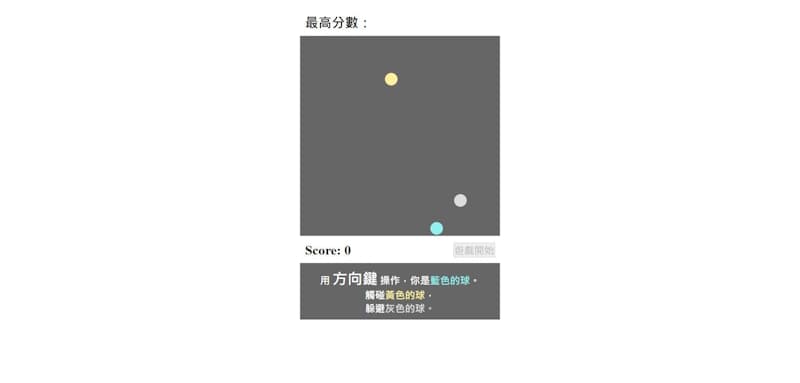 最高分數：
Score: 0
遊戲開始
用 方向鍵 操作，你是藍色的球。
觸碰黃色的球，
躲避灰色的球。